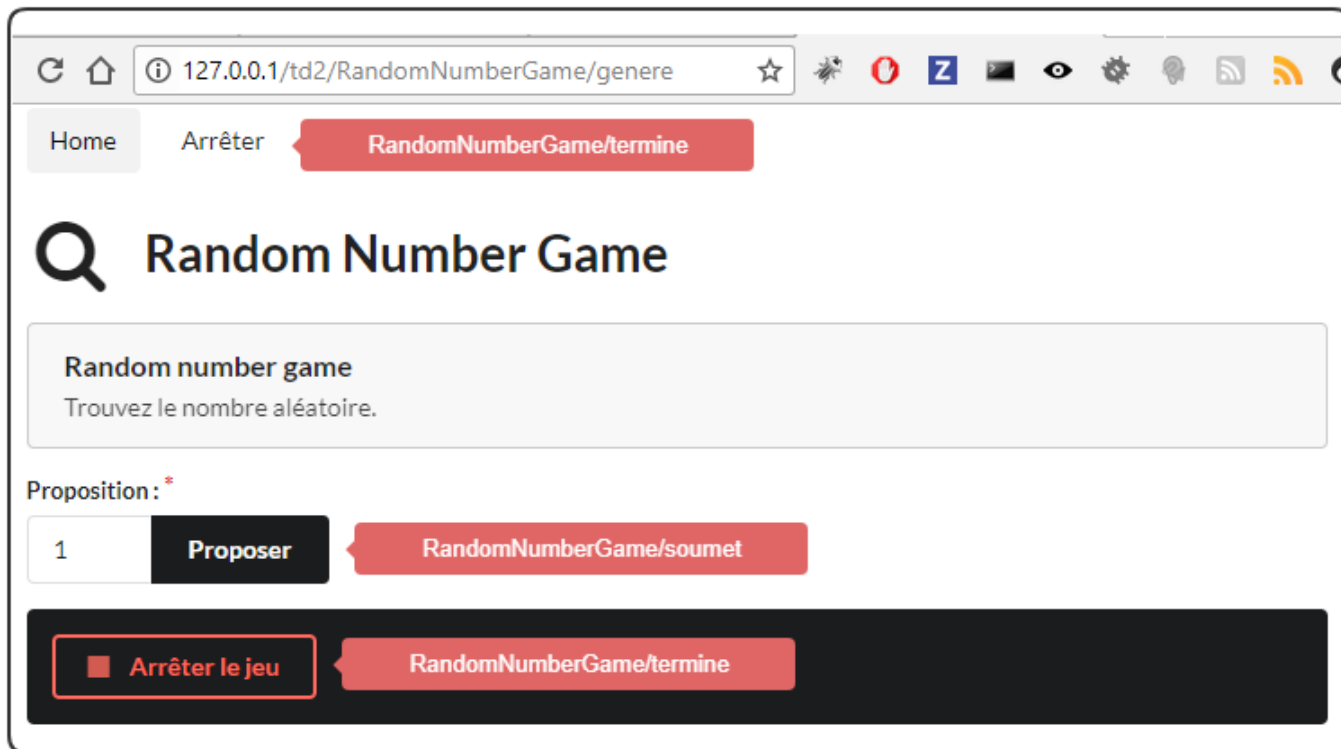 127.0.0.1/td2/RandomNumberGame/genere
Z
Home Arrêter RandomNumberGame/termine
Random Number Game
Random number game
Trouvez le nombre aléatoire.
Proposition : *
1 Proposer RandomNumberGame/soumet
Arrêter le jeu RandomNumberGame/termine